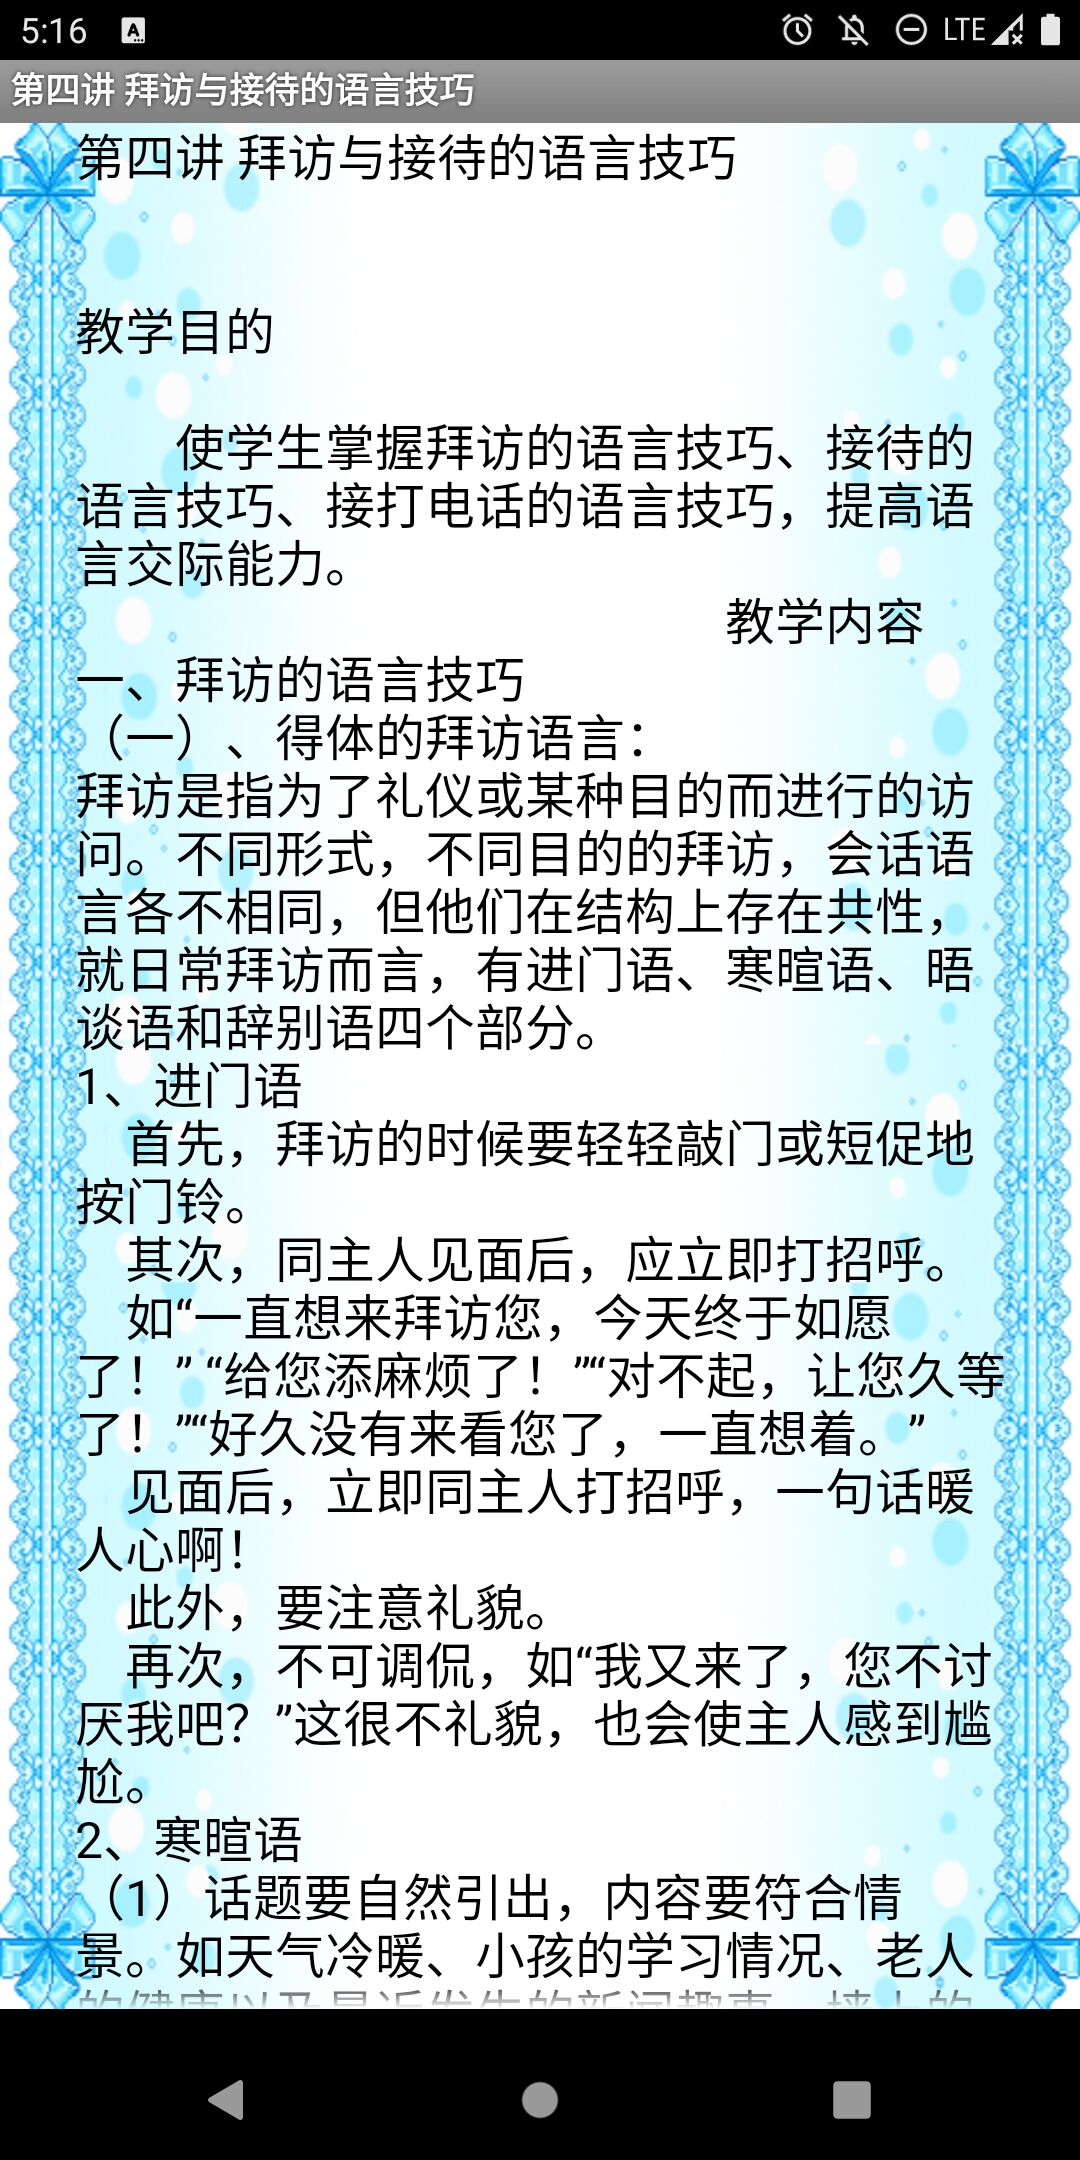 5:16
LTE
第四讲 拜访与接待的语言技巧
第四讲 拜访与接待的语言技巧
教学目的
使学生掌握拜访的语言技巧、接待的
语言技巧、接打电话的语言技巧，提高语
言交际能力。
教学内容
一、拜访的语言技巧
（一）、得体的拜访语言：
拜访是指为了礼仪或某种目的而进行的访
问。不同形式，不同目的的拜访，会话语
言各不相同，但他们在结构上存在共性，
就日常拜访而言，有进门语、寒暄语、晤
谈语和辞别语四个部分。
1、进门语
首先，拜访的时候要轻轻敲门或短促地
按门铃。
其次，同主人见面后，应立即打招呼。
如“一直想来拜访您，今天终于如愿
了！” “给您添麻烦了！”“对不起，让您久等
了！”“好久没有来看您了，一直想着。”
见面后，立即同主人打招呼，一句话暖
人心啊！
此外，要注意礼貌。
再次，不可调侃，如“我又来了，您不讨
厌我吧？”这很不礼貌，也会使主人感到尴
尬。
2、寒暄语
（1）话题要自然引出，内容要符合情
景。如天气冷暖、小孩的学习情况、老人
的健康以及最近发生的新闻趣事、墙上的